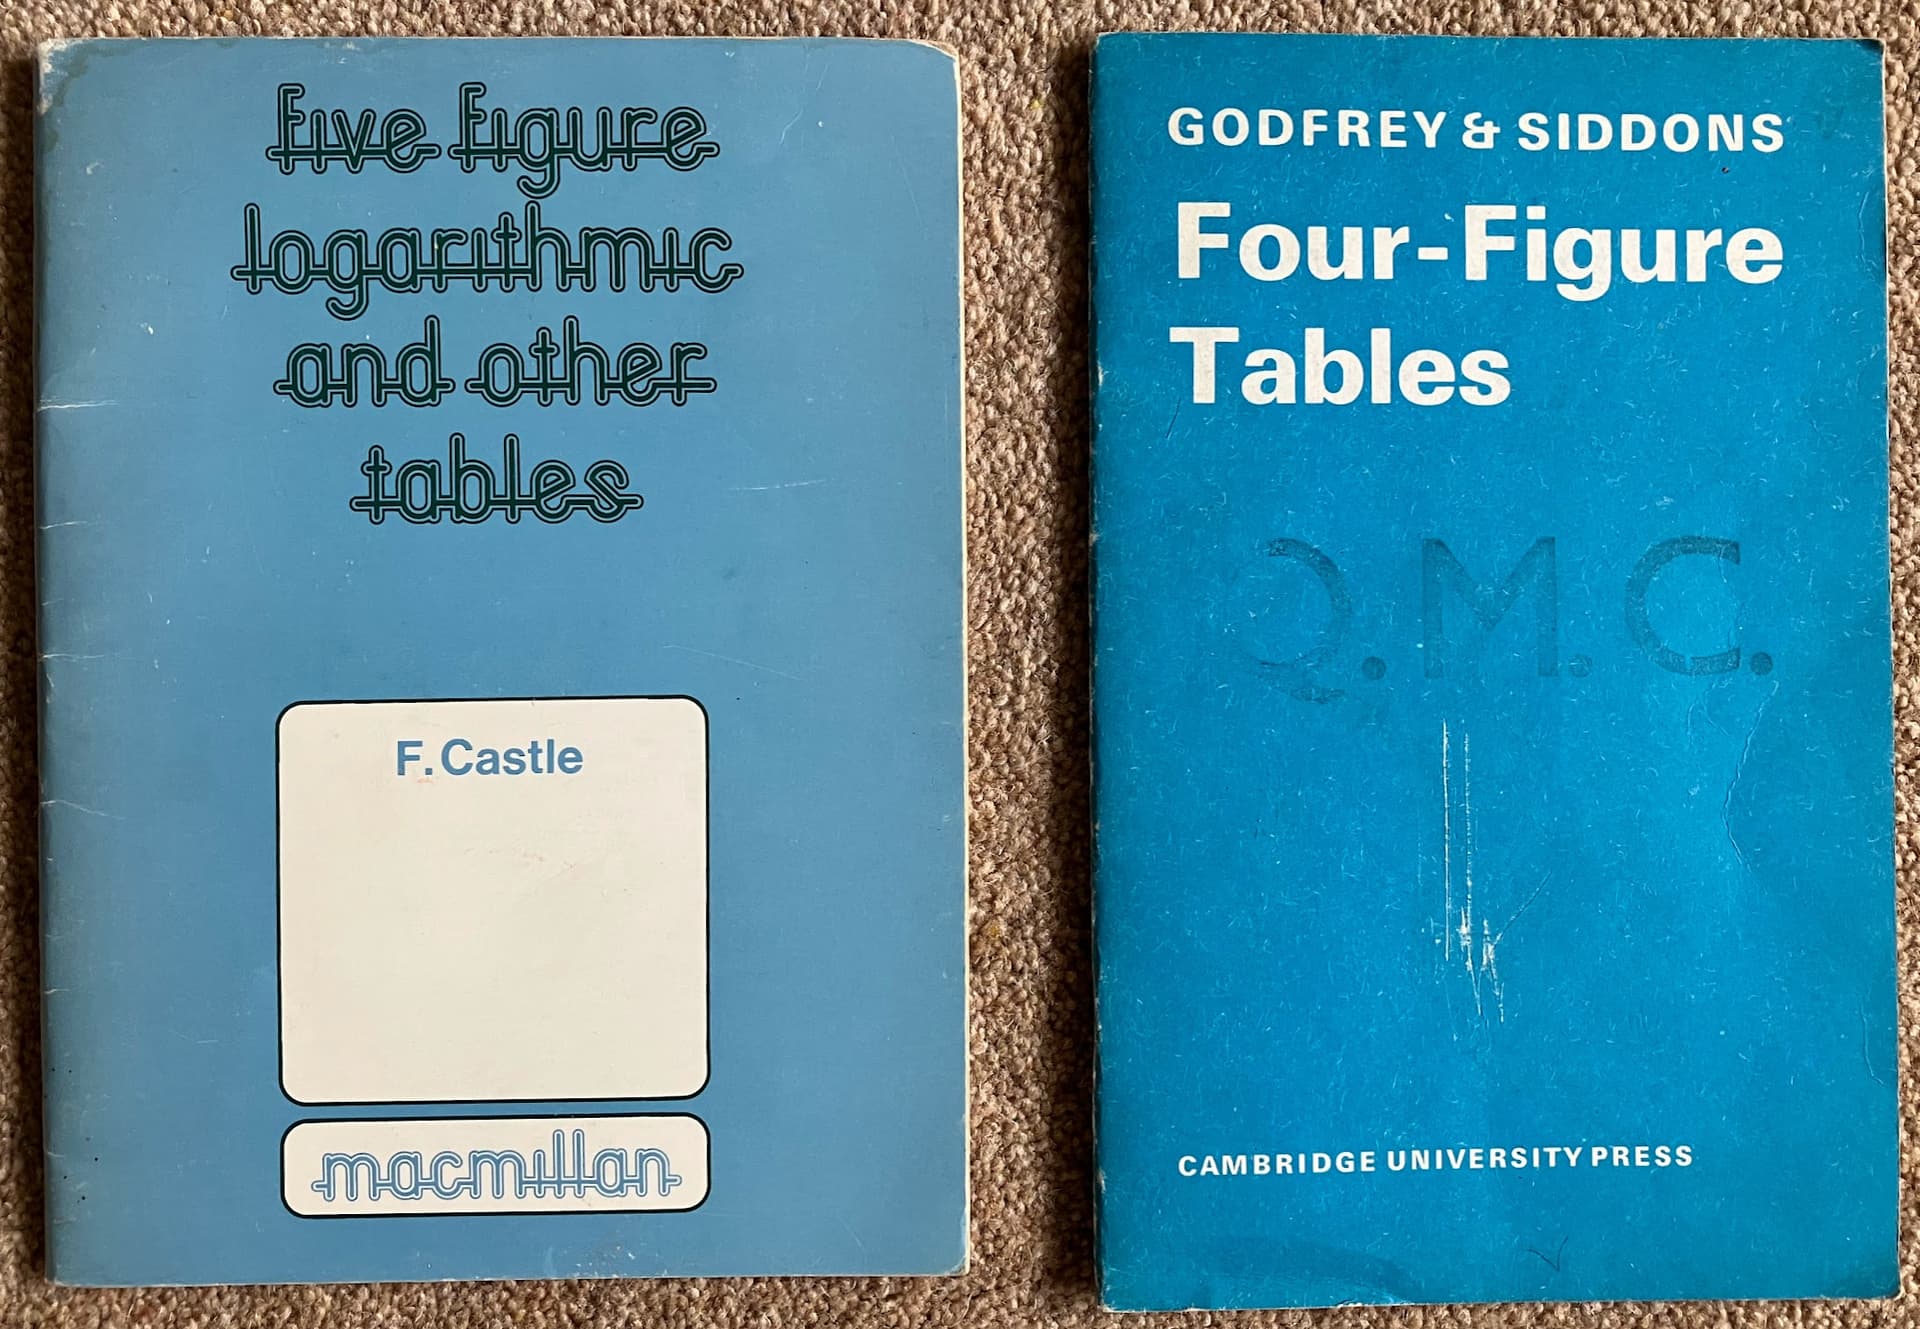 five figure
logarithmic
and other
tables
F. Castle
macmillan
GODFREY & SIDDONS
Four-Figure
Tables
Q.M.C.
CAMBRIDGE UNIVERSITY PRESS